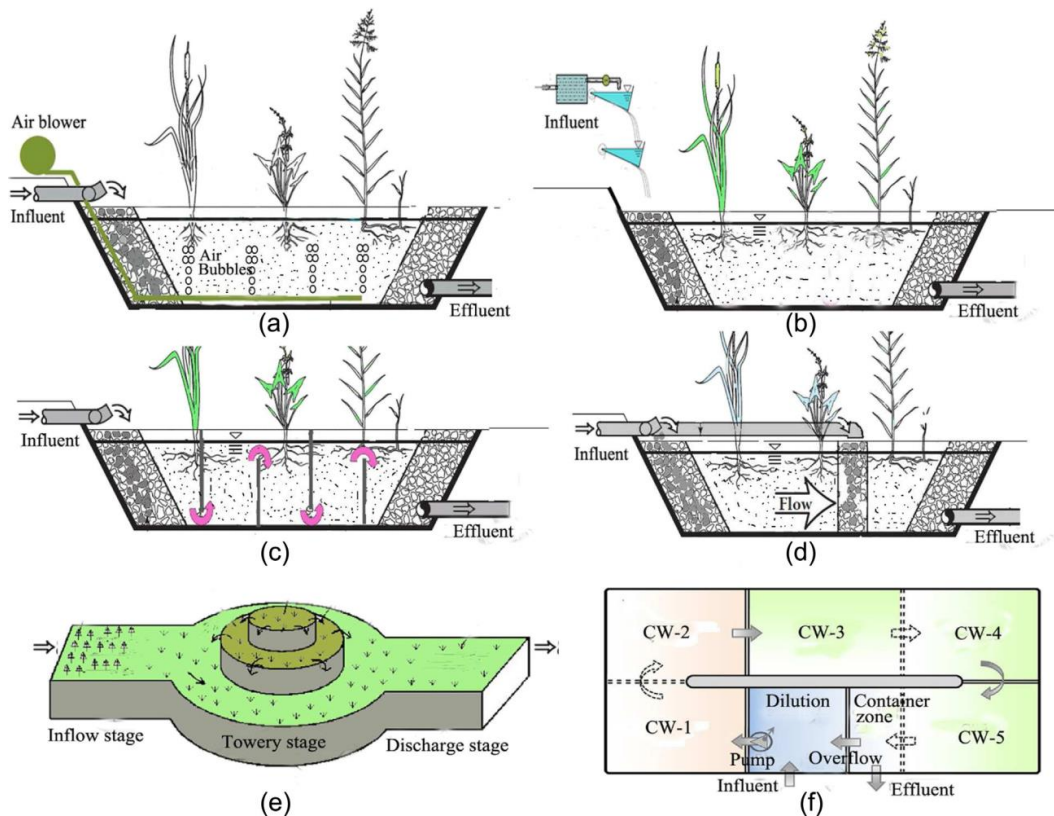 Air blower
Influent
Air
Bubbles
Effluent
(a)
Influent
Effluent
(b)
Influent
Effluent
(c)
Influent
Flow
Effluent
(d)
Inflow stage
Towery stage
Discharge stage
(e)
CW-2
CW-3
CW-4
CW-1
Dilution
Container
zone
CW-5
Pump
Overflow
Influent
Effluent
(f)